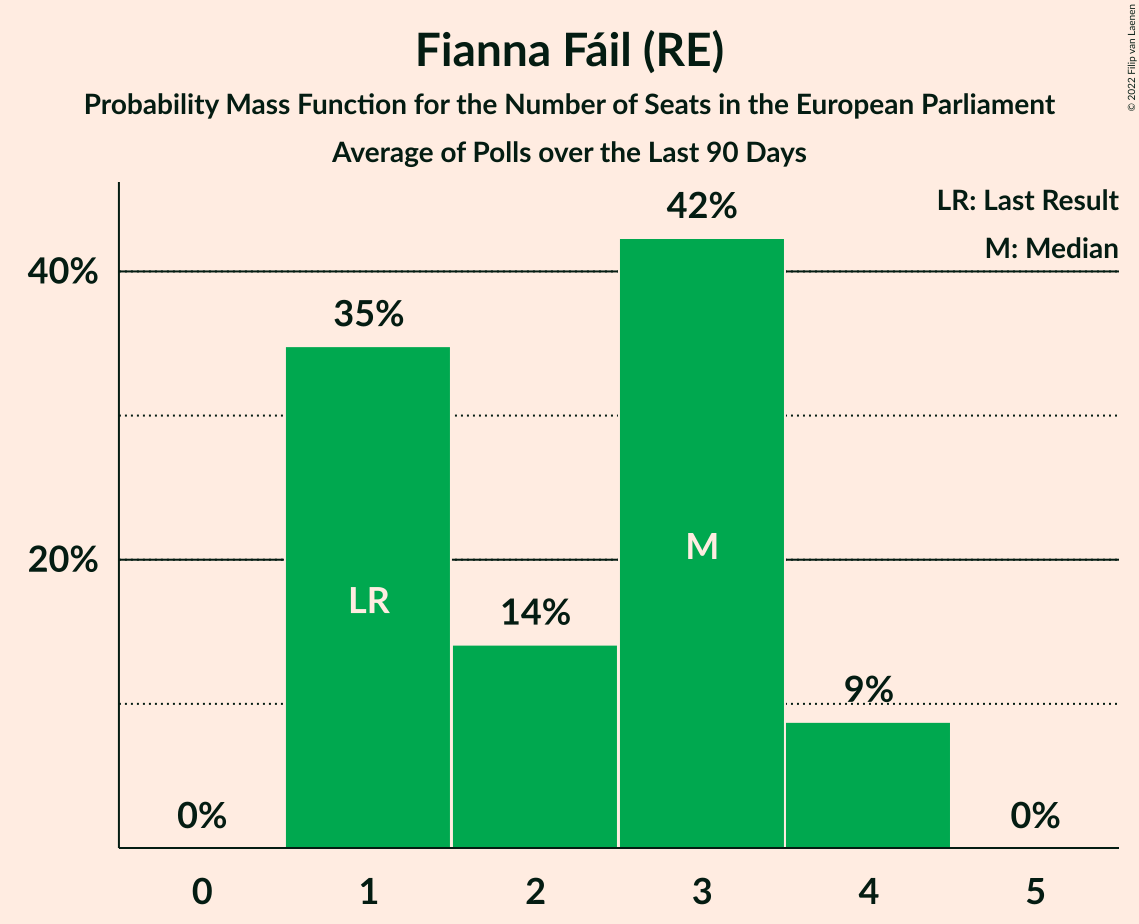 Fianna Fáil (RE)
Probability Mass Function for the Number of Seats in the European Parliament
Average of Polls over the Last 90 Days
© 2022 Filip van Laenen
LR: Last Result
M: Median
40%
20%
0%
35%
14%
42%
9%
0%
LR
M
0
1
2
3
4
5